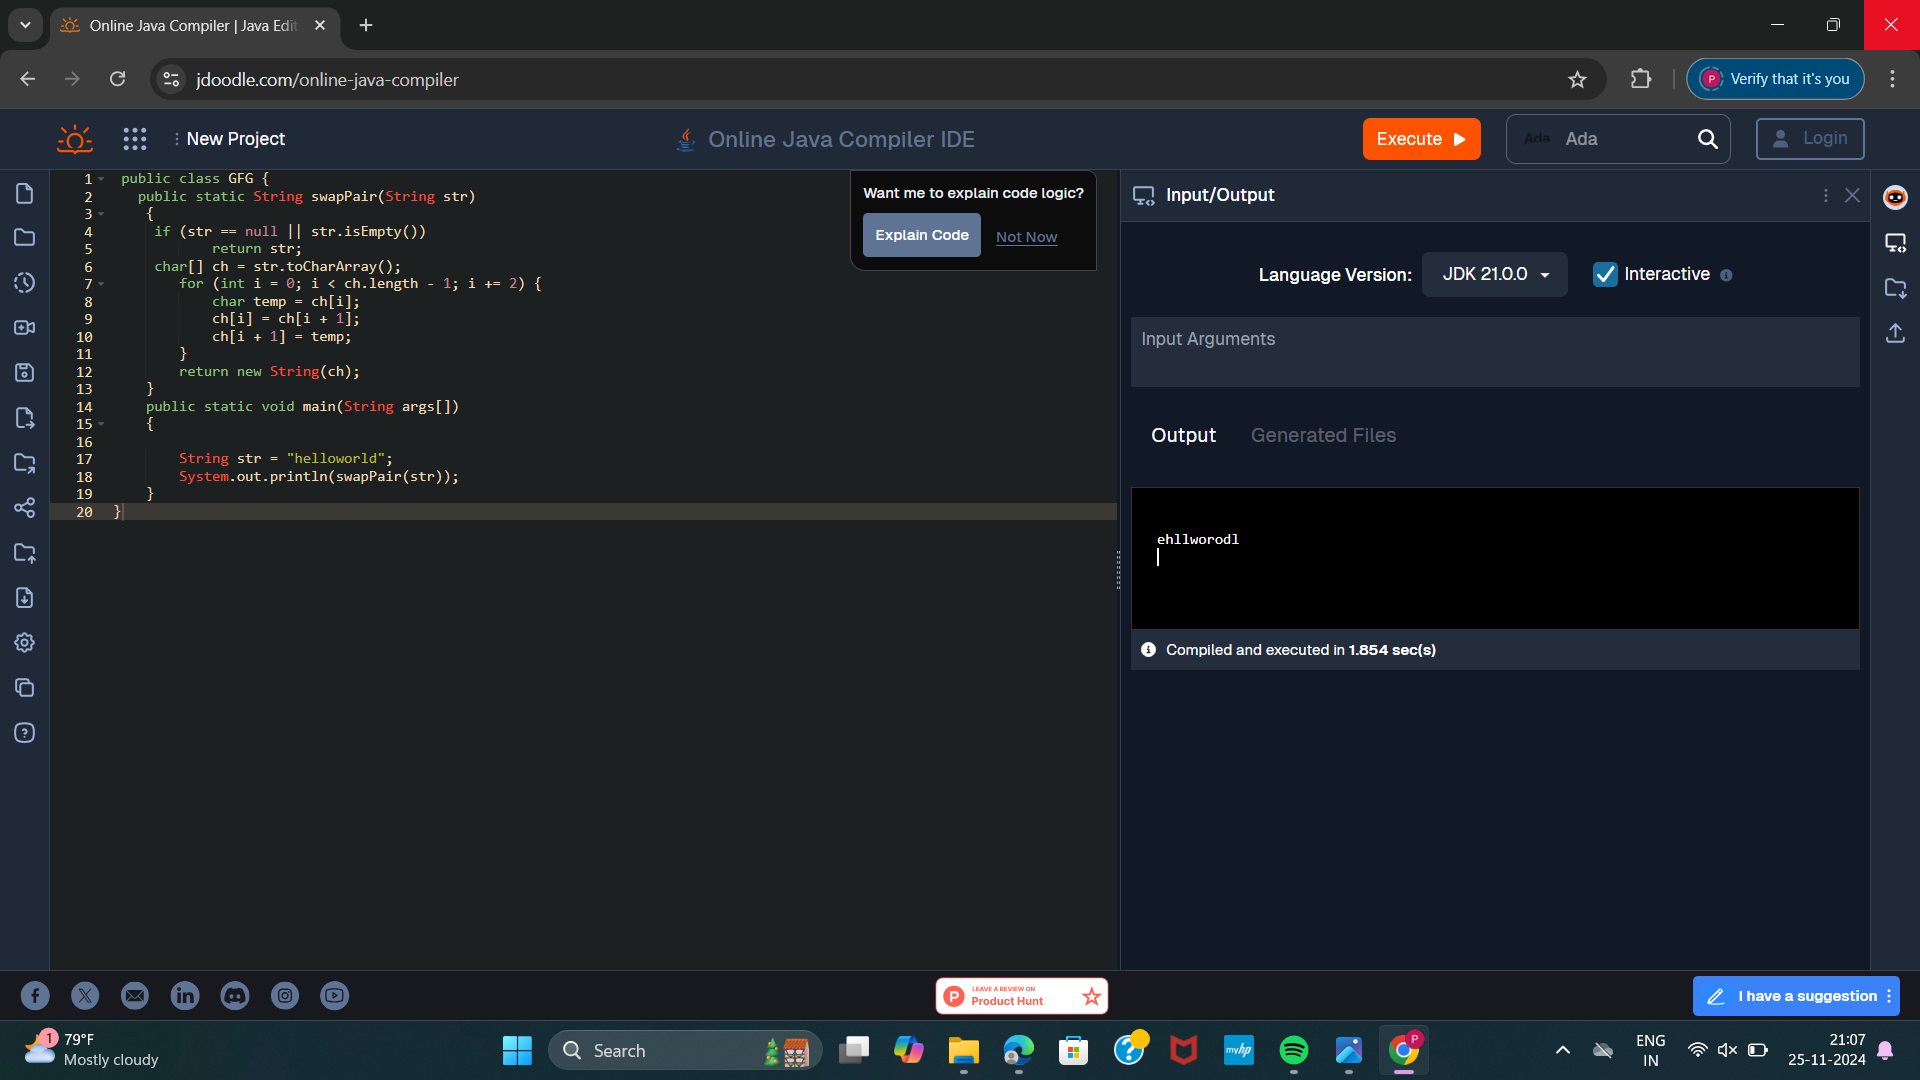 Online Java Compiler | Java Edit
jdoodle.com/online-java-compiler
P
Verify that it's you
New Project
Online Java Compiler IDE
Execute
Ada
Ada
Login
1 public class GFG {
2 public static String swapPair(String str)
3 {
4 if (str == null || str.isEmpty())
5 return str;
6 char[] ch = str.toCharArray();
7 for (int i = 0; i < ch.length - 1; i += 2) {
8 char temp = ch[i];
9 ch[i] = ch[i + 1];
10 ch[i + 1] = temp;
11 }
12 return new String(ch);
13 }
14 public static void main(String args[])
15 {
16
17 String str = "helloworld";
18 System.out.println(swapPair(str));
19 }
20 }
Want me to explain code logic?
Explain Code
Not Now
Input/Output
Language Version:
JDK 21.0.0
Interactive
Input Arguments
Output
Generated Files
ehllworodl
Compiled and executed in 1.854 sec(s)
P
LEAVE A REVIEW ON
Product Hunt
I have a suggestion
1
79°F
Mostly cloudy
Search
myhp
P
ENG
IN
21:07
25-11-2024